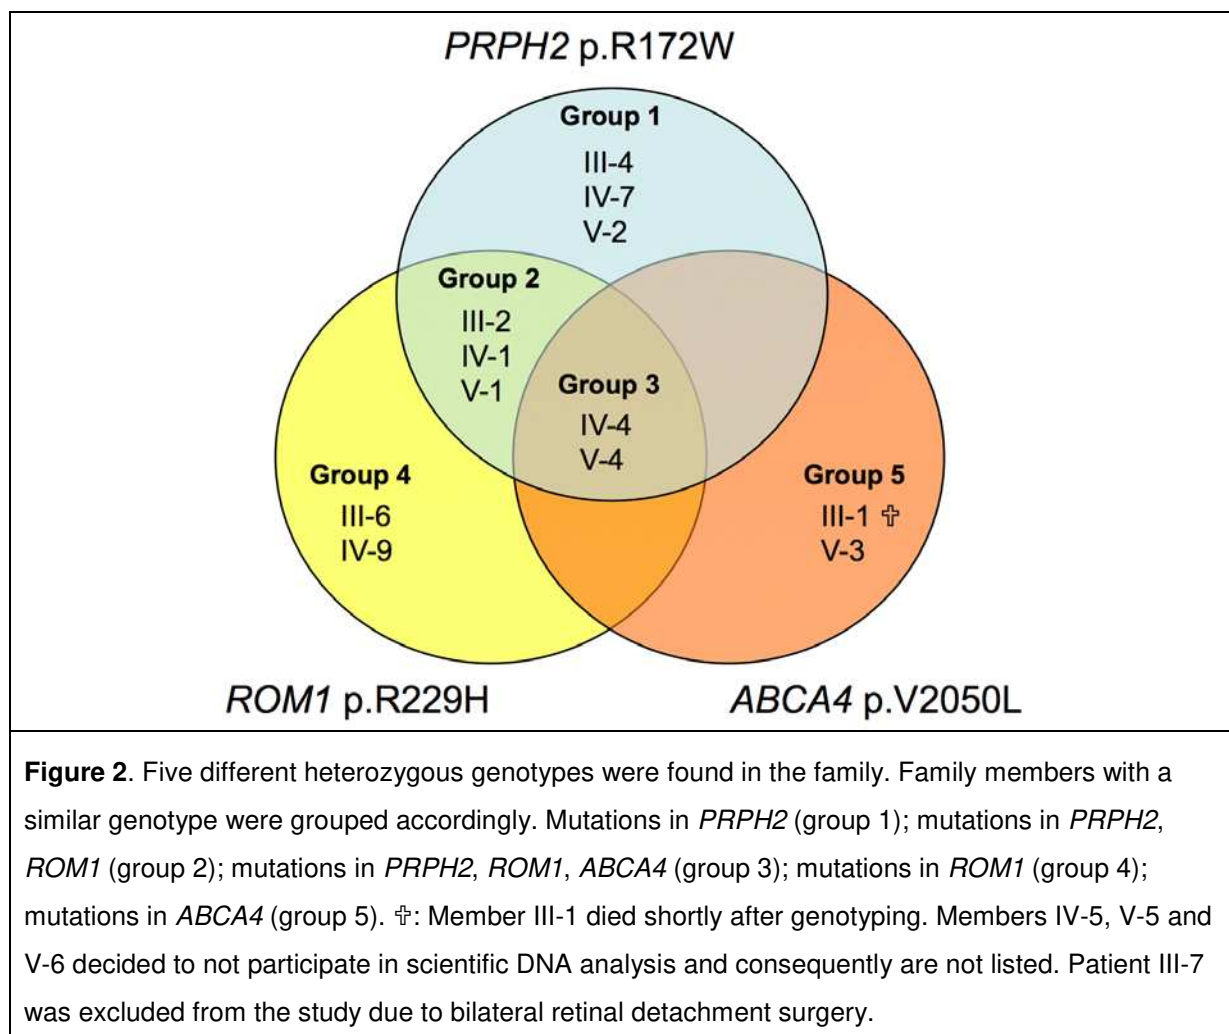 PRPH2 p.R172W
Group 1
III-4
IV-7
V-2
Group 2
III-2
IV-1
V-1
Group 3
IV-4
V-4
Group 4
III-6
IV-9
Group 5
III-1 ✞
V-3
ROM1 p.R229H
ABCA4 p.V2050L
Figure 2. Five different heterozygous genotypes were found in the family. Family members with a
similar genotype were grouped accordingly. Mutations in PRPH2 (group 1); mutations in PRPH2,
ROM1 (group 2); mutations in PRPH2, ROM1, ABCA4 (group 3); mutations in ROM1 (group 4);
mutations in ABCA4 (group 5). ✞: Member III-1 died shortly after genotyping. Members IV-5, V-5 and
V-6 decided to not participate in scientific DNA analysis and consequently are not listed. Patient III-7
was excluded from the study due to bilateral retinal detachment surgery.